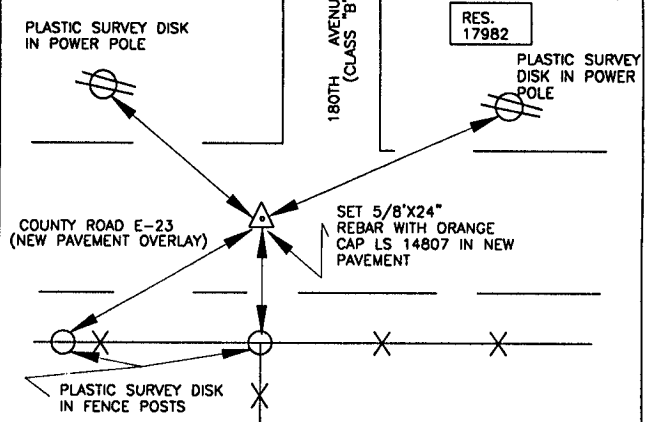 PLASTIC SURVEY DISK
IN POWER POLE
180TH AVENU
(CLASS "B"
RES.
17982
PLASTIC SURVEY
DISK IN POWER
POLE
COUNTY ROAD E-23
(NEW PAVEMENT OVERLAY)
SET 5/8'X24"
REBAR WITH ORANGE
CAP LS 14807 IN NEW
PAVEMENT
PLASTIC SURVEY DISK
IN FENCE POSTS